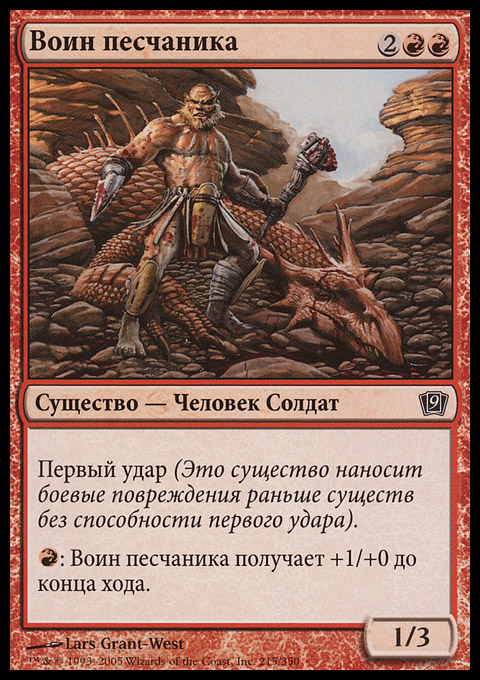 Воин песчаника 2
Существо — Человек Солдат 9
Первый удар (Это существо наносит
боевые повреждения раньше существ
без способности первого удара).
: Воин песчаника получает +1/+0 до
конца хода.
1/3
Lars Grant-West
™ & © 1993-2005 Wizards of the Coast, Inc. 215/350